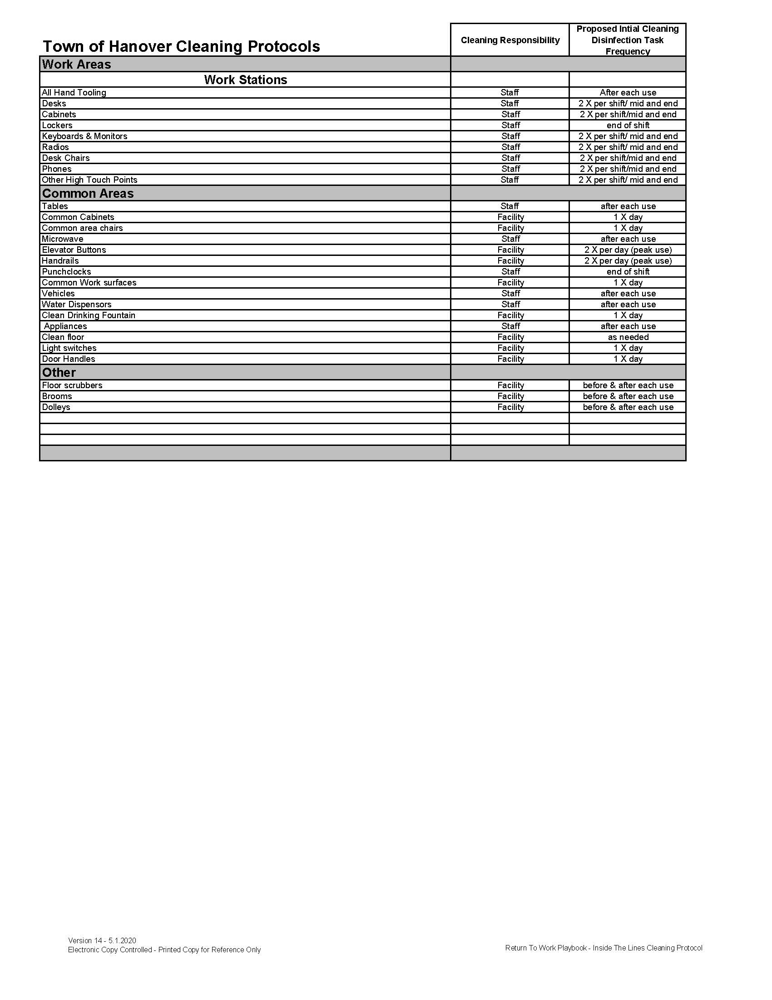 Town of Hanover Cleaning Protocols
Cleaning Responsibility
Proposed Intial Cleaning
Disinfection Task
Frequency
Work Areas
Work Stations
All Hand Tooling Staff After each use
Desks Staff 2 X per shift/ mid and end
Cabinets Staff 2 X per shift/mid and end
Lockers Staff end of shift
Keyboards & Monitors Staff 2 X per shift/ mid and end
Radios Staff 2 X per shift/ mid and end
Desk Chairs Staff 2 X per shift/mid and end
Phones Staff 2 X per shift/mid and end
Other High Touch Points Staff 2 X per shift/ mid and end
Common Areas
Tables Staff after each use
Common Cabinets Facility 1 X day
Common area chairs Facility 1 X day
Microwave Staff after each use
Elevator Buttons Facility 2 X per day (peak use)
Handrails Facility 2 X per day (peak use)
Punchclocks Staff end of shift
Common Work surfaces Facility 1 X day
Vehicles Staff after each use
Water Dispensors Staff after each use
Clean Drinking Fountain Facility 1 X day
Appliances Staff after each use
Clean floor Facility as needed
Light switches Facility 1 X day
Door Handles Facility 1 X day
Other
Floor scrubbers Facility before & after each use
Brooms Facility before & after each use
Dolleys Facility before & after each use
Version 14 - 5.1.2020
Electronic Copy Controlled - Printed Copy for Reference Only
Return To Work Playbook - Inside The Lines Cleaning Protocol